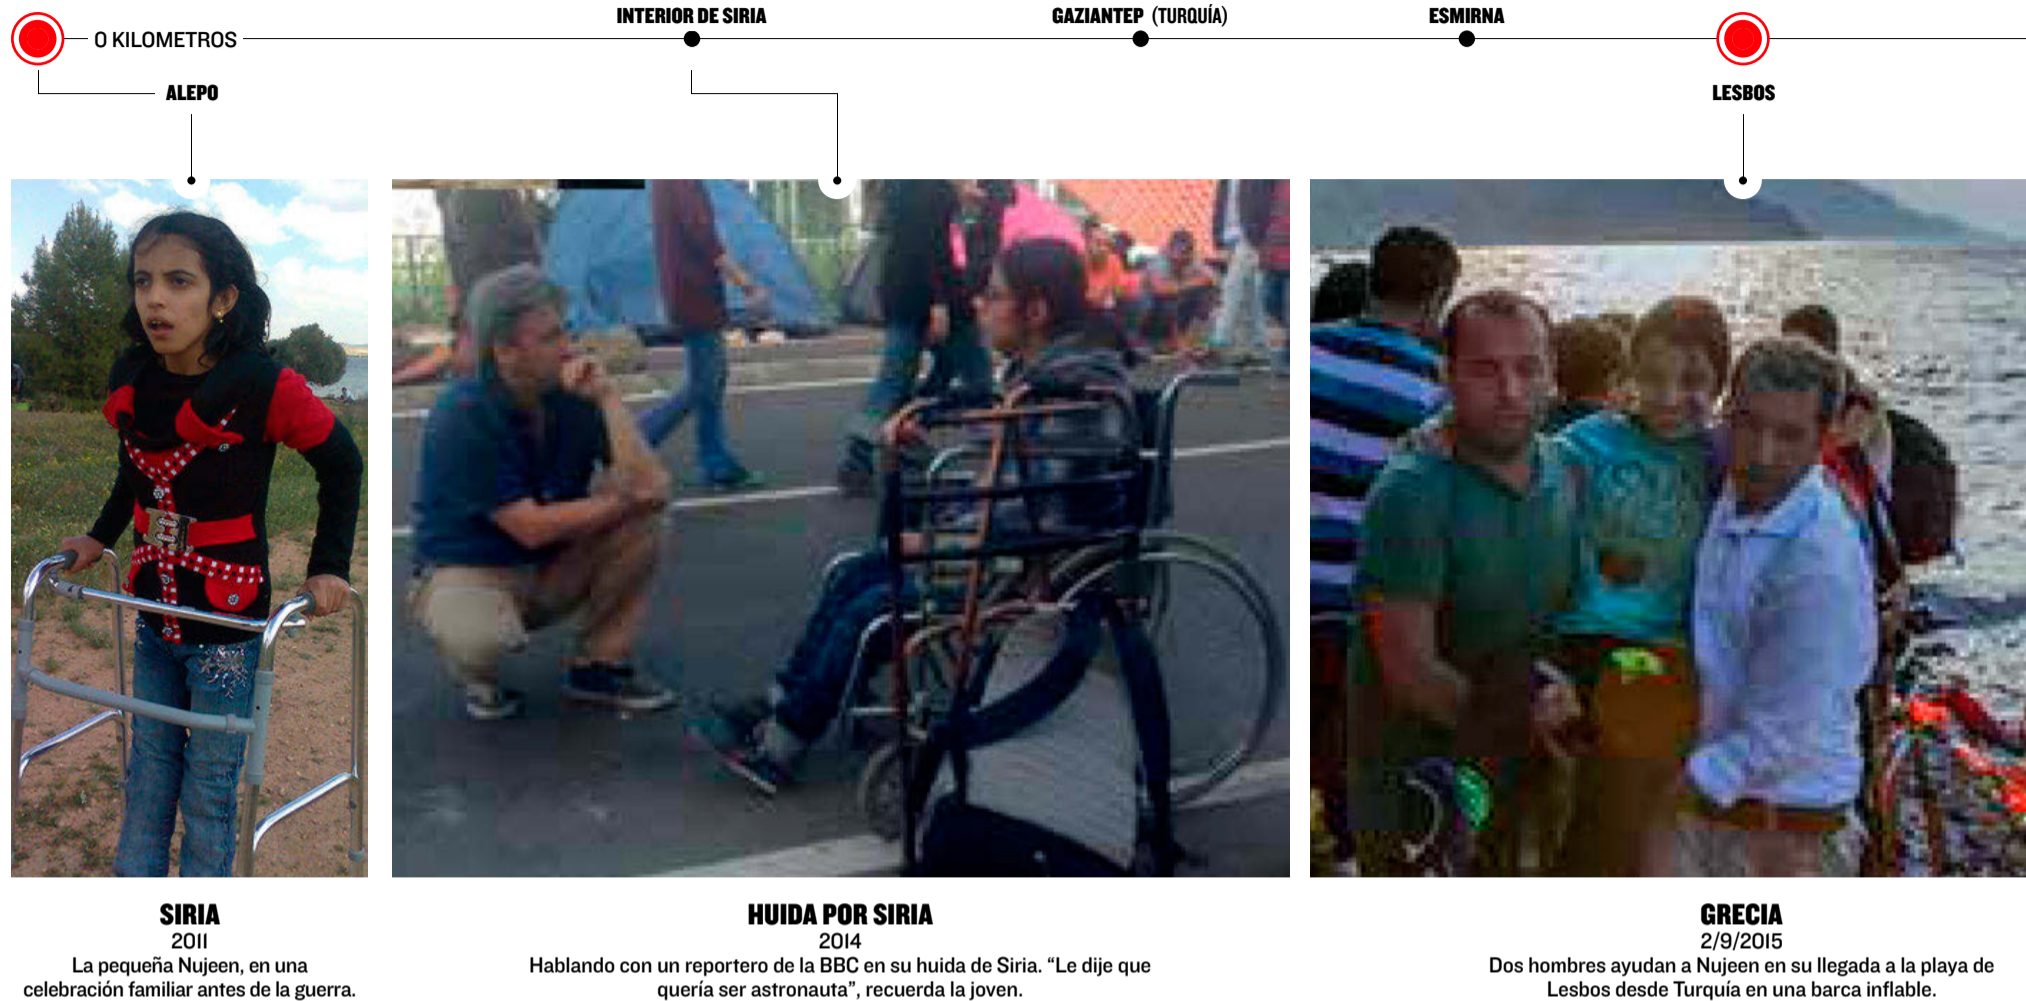 INTERIOR DE SIRIA
GAZIANTEP (TURQUÍA)
ESMIRNA
0 KILOMETROS
ALEPO
LESBOS
SIRIA
2011
La pequeña Nujeen, en una
celebración familiar antes de la guerra.
HUIDA POR SIRIA
2014
Hablando con un reportero de la BBC en su huida de Siria. “Le dije que
quería ser astronauta”, recuerda la joven.
GRECIA
2/9/2015
Dos hombres ayudan a Nujeen en su llegada a la playa de
Lesbos desde Turquía en una barca inflable.